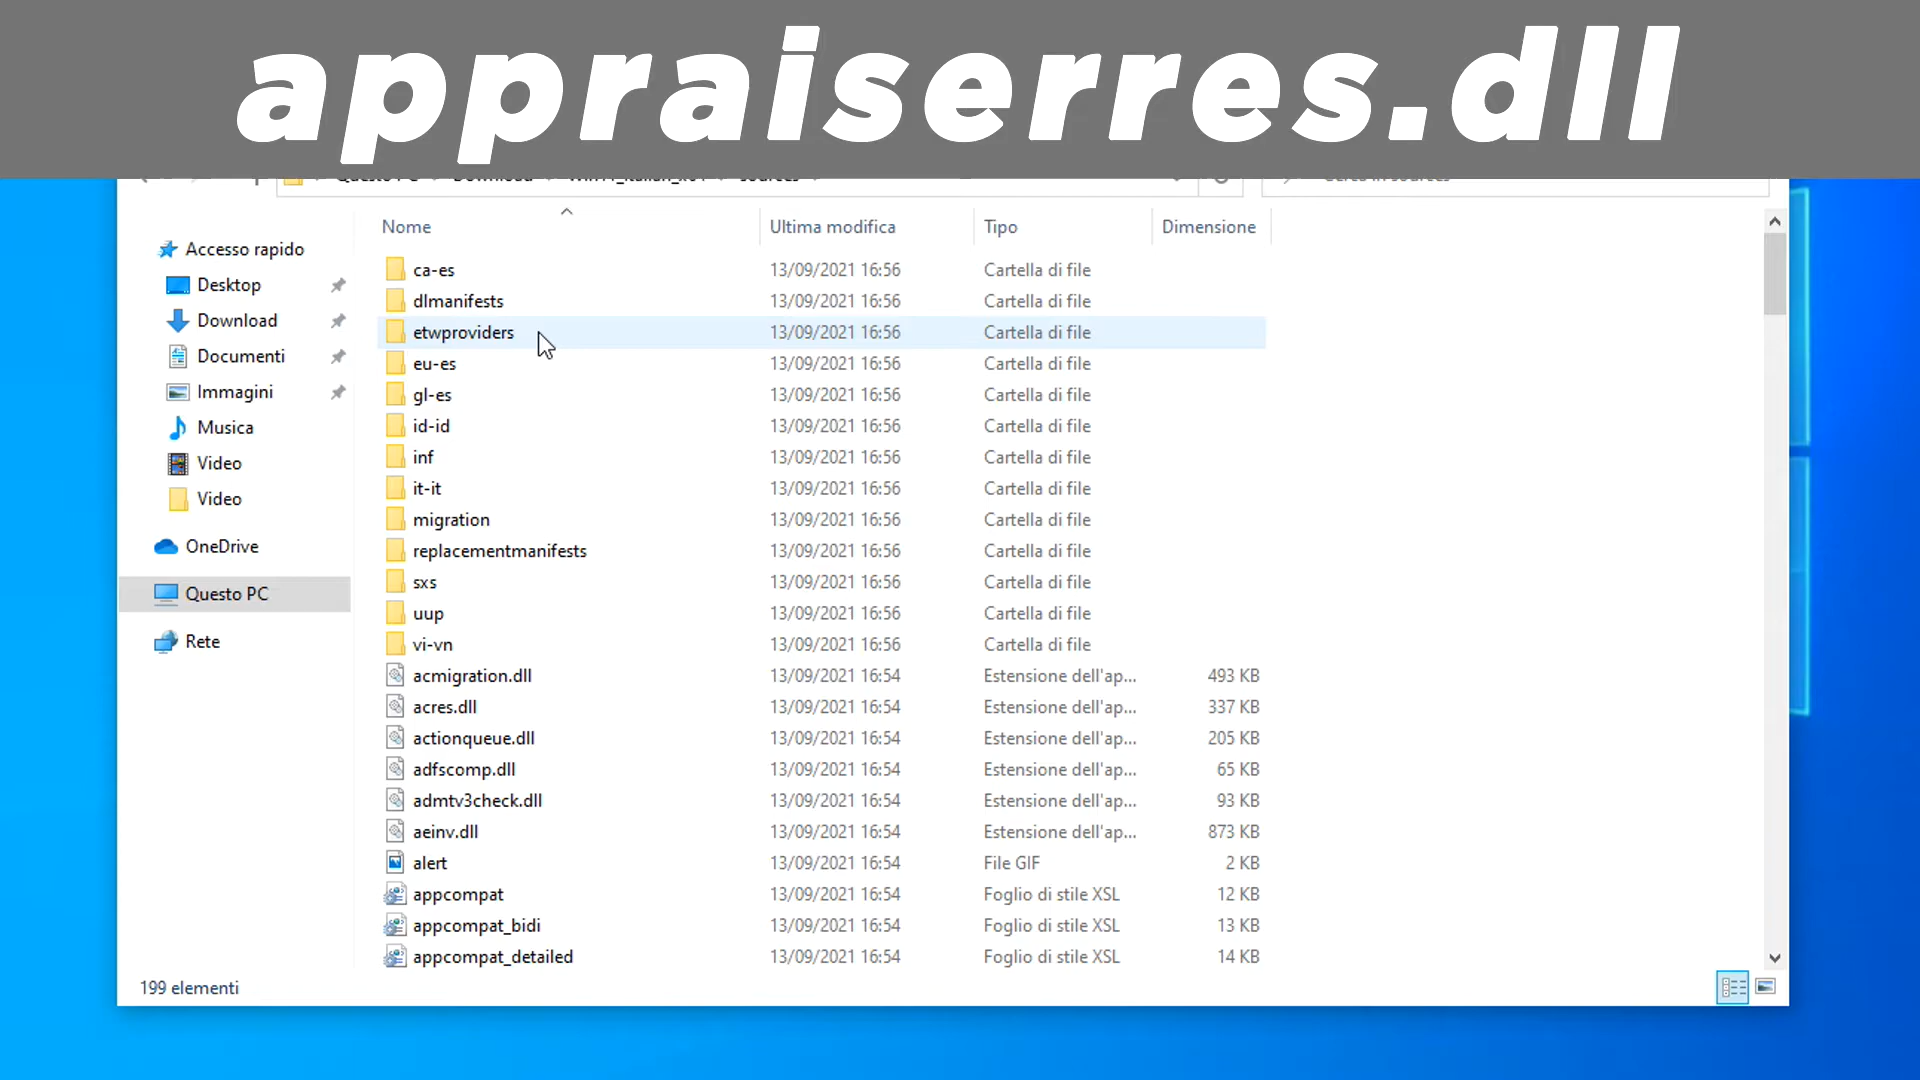 appraiserres.dll
Nome Ultima modifica Tipo Dimensione
Accesso rapido
Desktop
Download
Documenti
Immagini
Musica
Video
Video
OneDrive
Questo PC
Rete
ca-es 13/09/2021 16:56 Cartella di file
dlmanifests 13/09/2021 16:56 Cartella di file
etwproviders 13/09/2021 16:56 Cartella di file
eu-es 13/09/2021 16:56 Cartella di file
gl-es 13/09/2021 16:56 Cartella di file
id-id 13/09/2021 16:56 Cartella di file
inf 13/09/2021 16:56 Cartella di file
it-it 13/09/2021 16:56 Cartella di file
migration 13/09/2021 16:56 Cartella di file
replacementmanifests 13/09/2021 16:56 Cartella di file
sxs 13/09/2021 16:56 Cartella di file
uup 13/09/2021 16:56 Cartella di file
vi-vn 13/09/2021 16:56 Cartella di file
acmigration.dll 13/09/2021 16:54 Estensione dell'ap... 493 KB
acres.dll 13/09/2021 16:54 Estensione dell'ap... 337 KB
actionqueue.dll 13/09/2021 16:54 Estensione dell'ap... 205 KB
adfscomp.dll 13/09/2021 16:54 Estensione dell'ap... 65 KB
admtv3check.dll 13/09/2021 16:54 Estensione dell'ap... 93 KB
aeinv.dll 13/09/2021 16:54 Estensione dell'ap... 873 KB
alert 13/09/2021 16:54 File GIF 2 KB
appcompat 13/09/2021 16:54 Foglio di stile XSL 12 KB
appcompat_bidi 13/09/2021 16:54 Foglio di stile XSL 13 KB
appcompat_detailed 13/09/2021 16:54 Foglio di stile XSL 14 KB
199 elementi